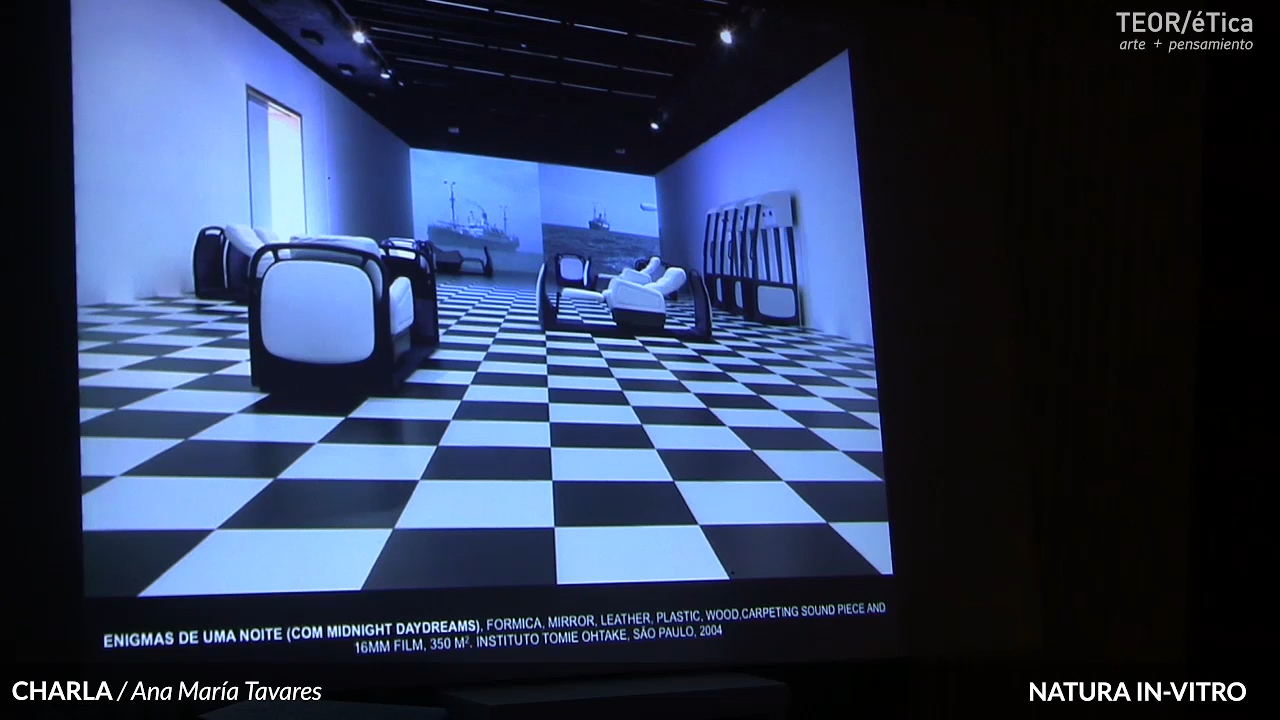 TEOR/éTica
arte + pensamiento
ENIGMAS DE UMA NOITE (COM MIDNIGHT DAYDREAMS), FORMICA, MIRROR, LEATHER, PLASTIC, WOOD,CARPETING SOUND PIECE AND
16MM FILM, 350 M². INSTITUTO TOMIE OHTAKE, SÃO PAULO, 2004
CHARLA / Ana María Tavares
NATURA IN-VITRO